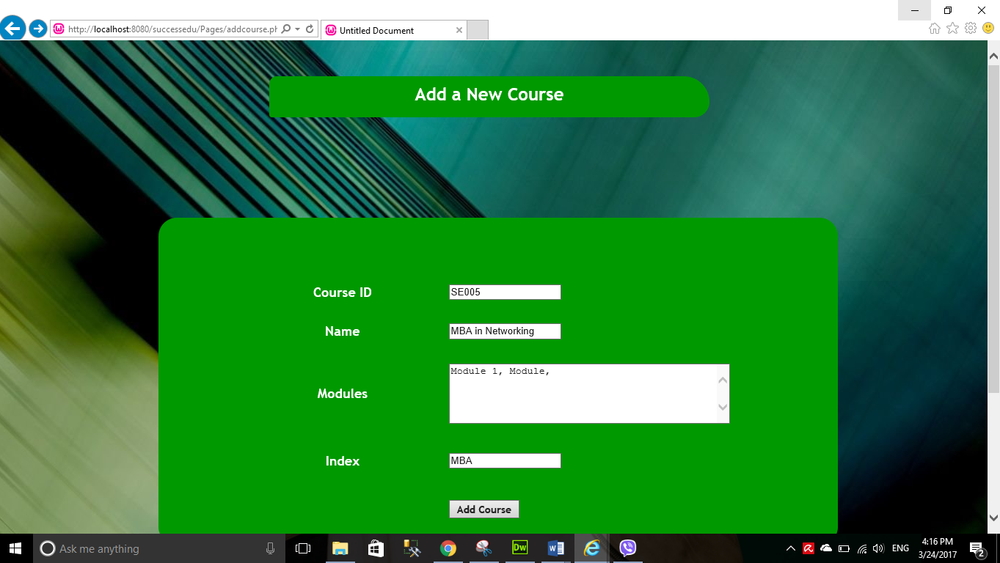 http://localhost:8080/successedu/Pages/addcourse.ph
Untitled Document
Add a New Course
Course ID
SE005
Name
MBA in Networking
Modules
Module 1, Module,
Index
MBA
Add Course
Ask me anything
Dw
W
ENG
4:16 PM
3/24/2017
2